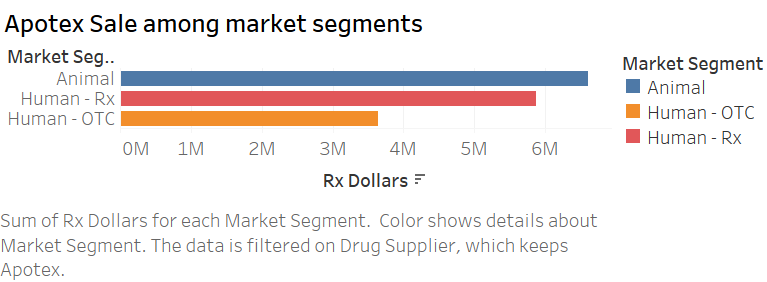 Apotex Sale among market segments
Market Seg..
Animal
Human - Rx
Human - OTC
0M 1M 2M 3M 4M 5M 6M
Rx Dollars
Market Segment
Animal
Human - OTC
Human - Rx
Sum of Rx Dollars for each Market Segment. Color shows details about
Market Segment. The data is filtered on Drug Supplier, which keeps
Apotex.